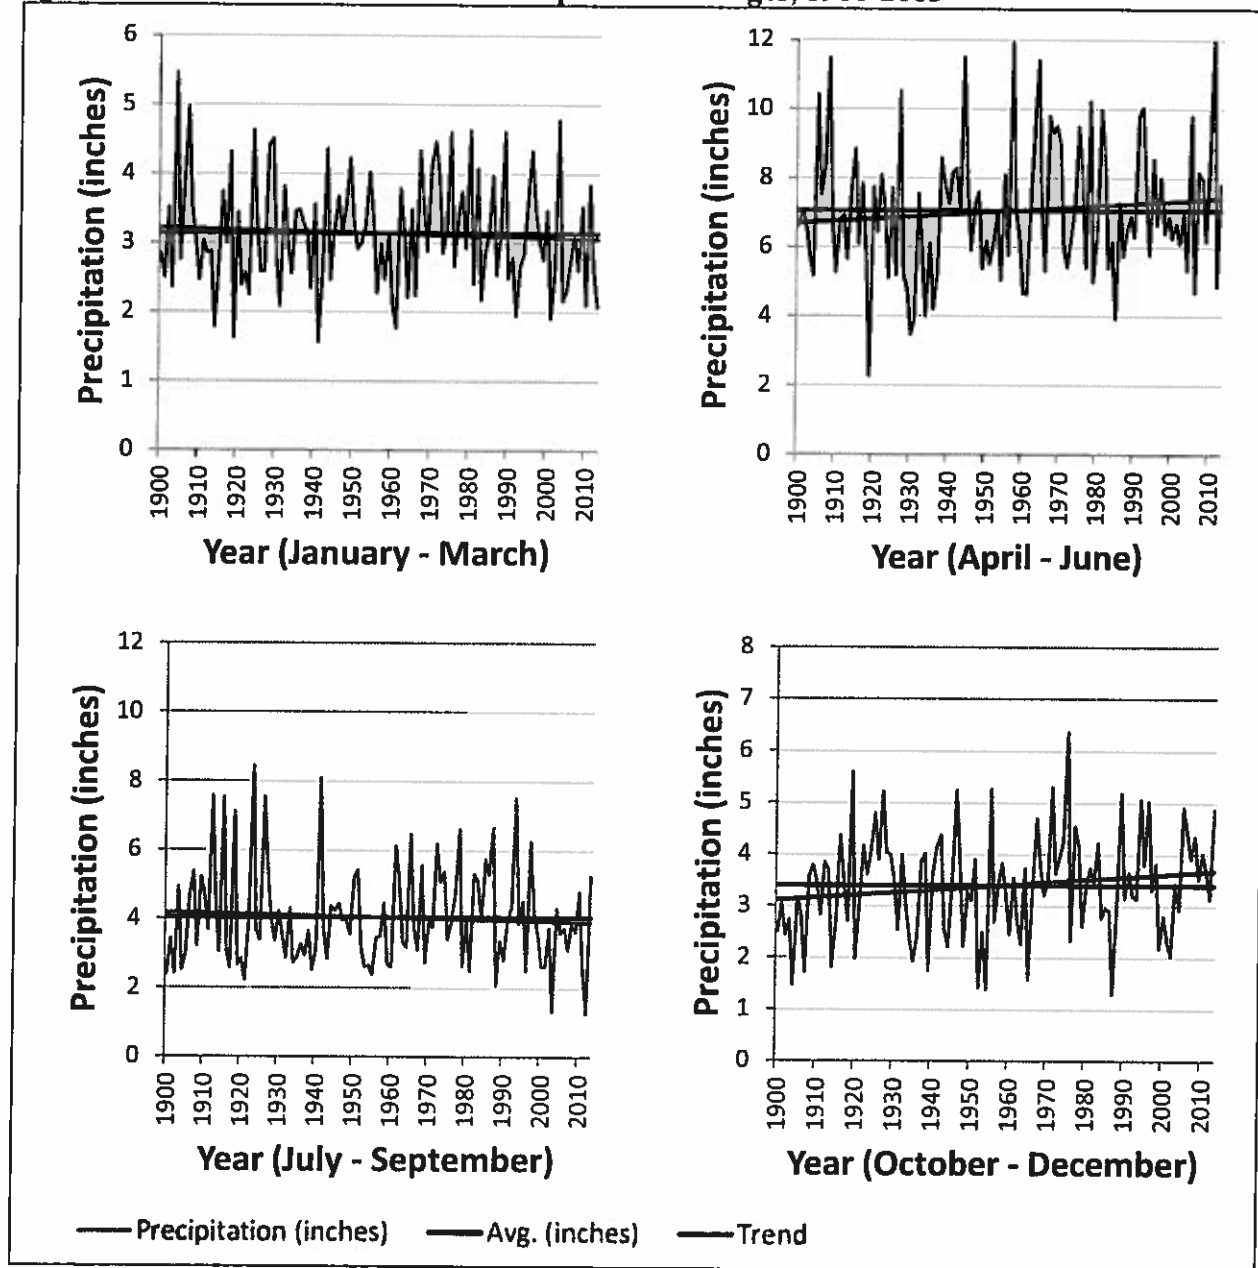 6
5
4
3
2
1
0
Precipitation (inches)
1900 1910 1920 1930 1940 1950 1960 1970 1980 1990 2000 2010
Year (January - March)
12
10
8
6
4
2
0
Precipitation (inches)
1900 1910 1920 1930 1940 1950 1960 1970 1980 1990 2000 2010
Year (April - June)
12
10
8
6
4
2
0
Precipitation (inches)
1900 1910 1920 1930 1940 1950 1960 1970 1980 1990 2000 2010
Year (July - September)
8
7
6
5
4
3
2
1
0
Precipitation (inches)
1900 1910 1920 1930 1940 1950 1960 1970 1980 1990 2000 2010
Year (October - December)
Precipitation (inches) Avg. (inches) Trend